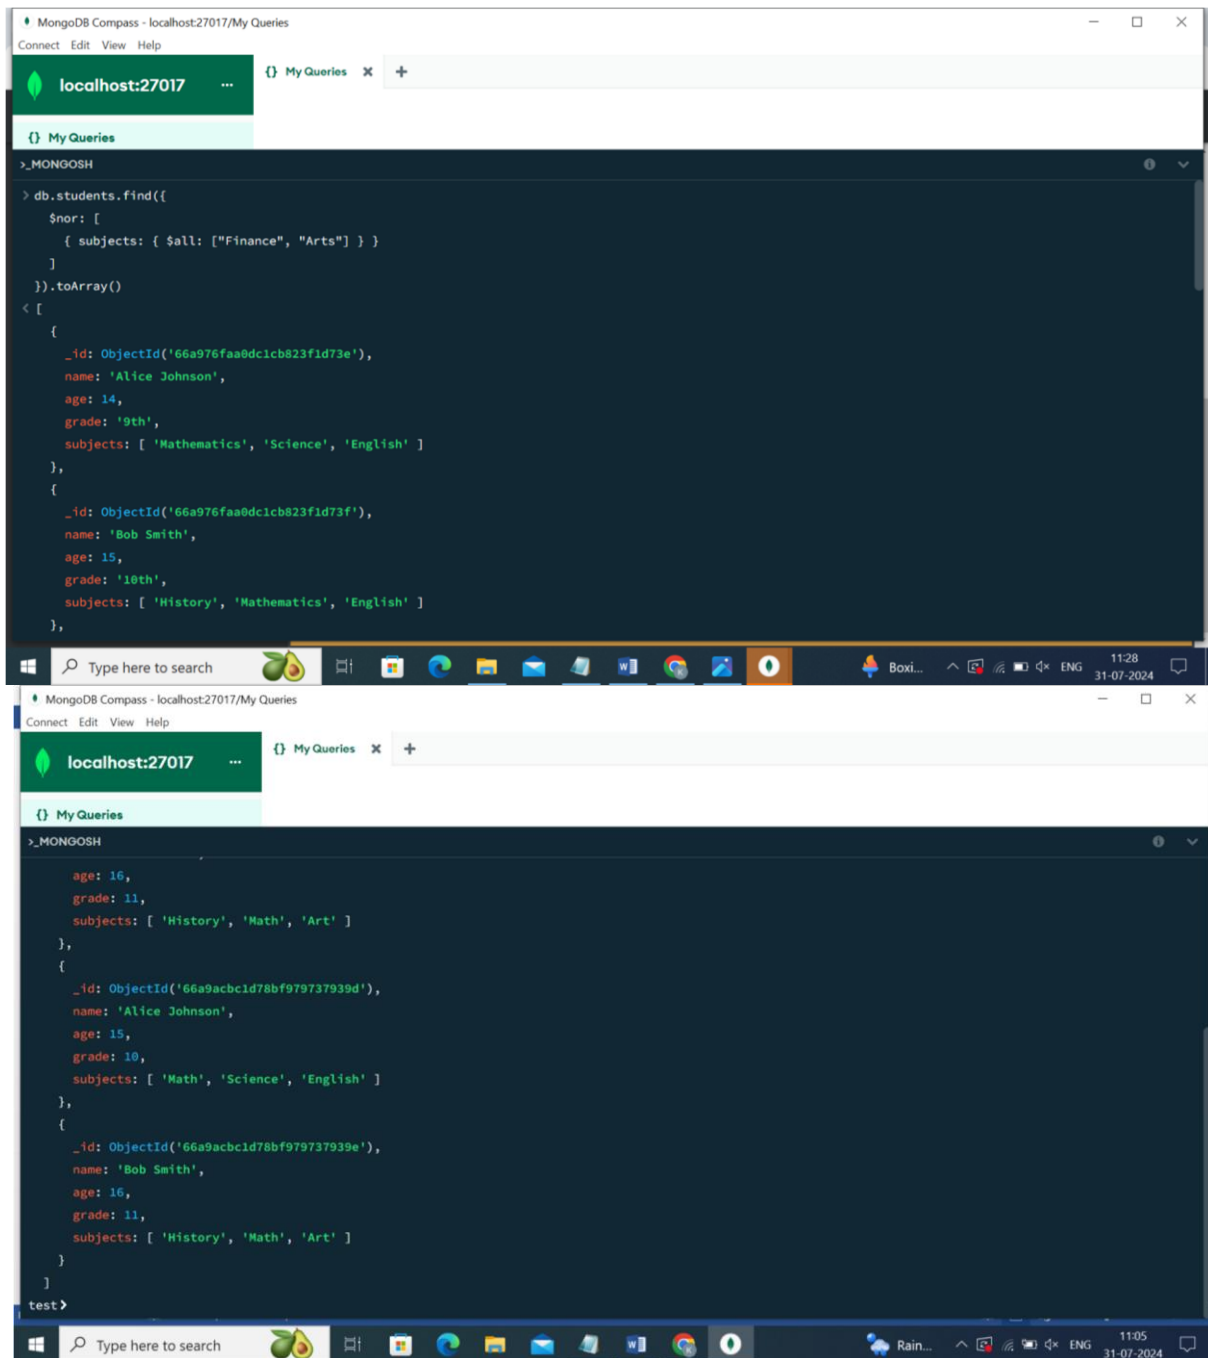 MongoDB Compass - localhost:27017/My Queries
Connect Edit View Help
localhost:27017 ...
{} My Queries
{} My Queries
>_MONGOSH
> db.students.find({
$nor: [
{ subjects: { $all: ["Finance", "Arts"] } }
]
}).toArray()
< [
{
_id: ObjectId('66a976faa0dc1cb823f1d73e'),
name: 'Alice Johnson',
age: 14,
grade: '9th',
subjects: [ 'Mathematics', 'Science', 'English' ]
},
{
_id: ObjectId('66a976faa0dc1cb823f1d73f'),
name: 'Bob Smith',
age: 15,
grade: '10th',
subjects: [ 'History', 'Mathematics', 'English' ]
},
Type here to search Boxi... ENG 11:28
31-07-2024
MongoDB Compass - localhost:27017/My Queries
Connect Edit View Help
localhost:27017 ...
{} My Queries
{} My Queries
>_MONGOSH
age: 16,
grade: 11,
subjects: [ 'History', 'Math', 'Art' ]
},
{
_id: ObjectId('66a9acbc1d78bf979737939d'),
name: 'Alice Johnson',
age: 15,
grade: 10,
subjects: [ 'Math', 'Science', 'English' ]
},
{
_id: ObjectId('66a9acbc1d78bf979737939e'),
name: 'Bob Smith',
age: 16,
grade: 11,
subjects: [ 'History', 'Math', 'Art' ]
}
]
test>
Type here to search Rain... ENG 11:05
31-07-2024